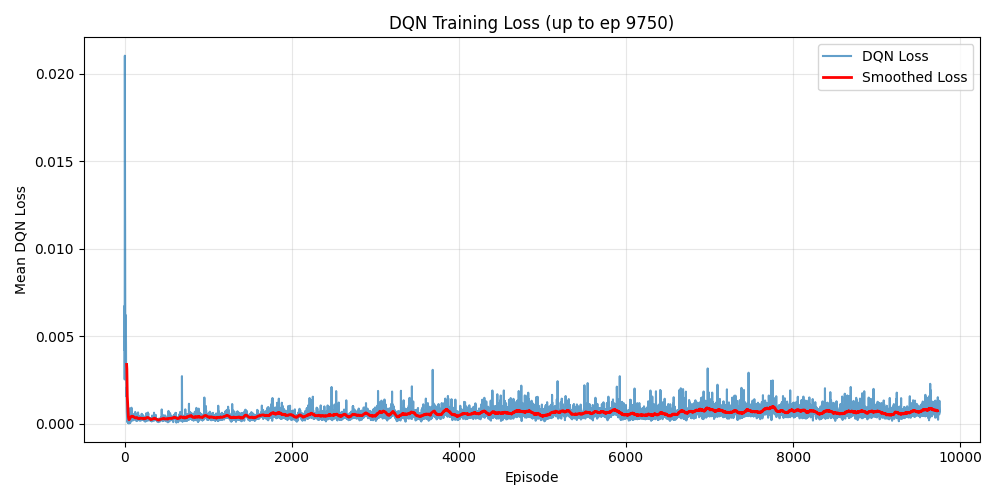 DQN Training Loss (up to ep 9750)
DQN Loss
Smoothed Loss
Mean DQN Loss
0.020
0.015
0.010
0.005
0.000
0 2000 4000 6000 8000 10000
Episode